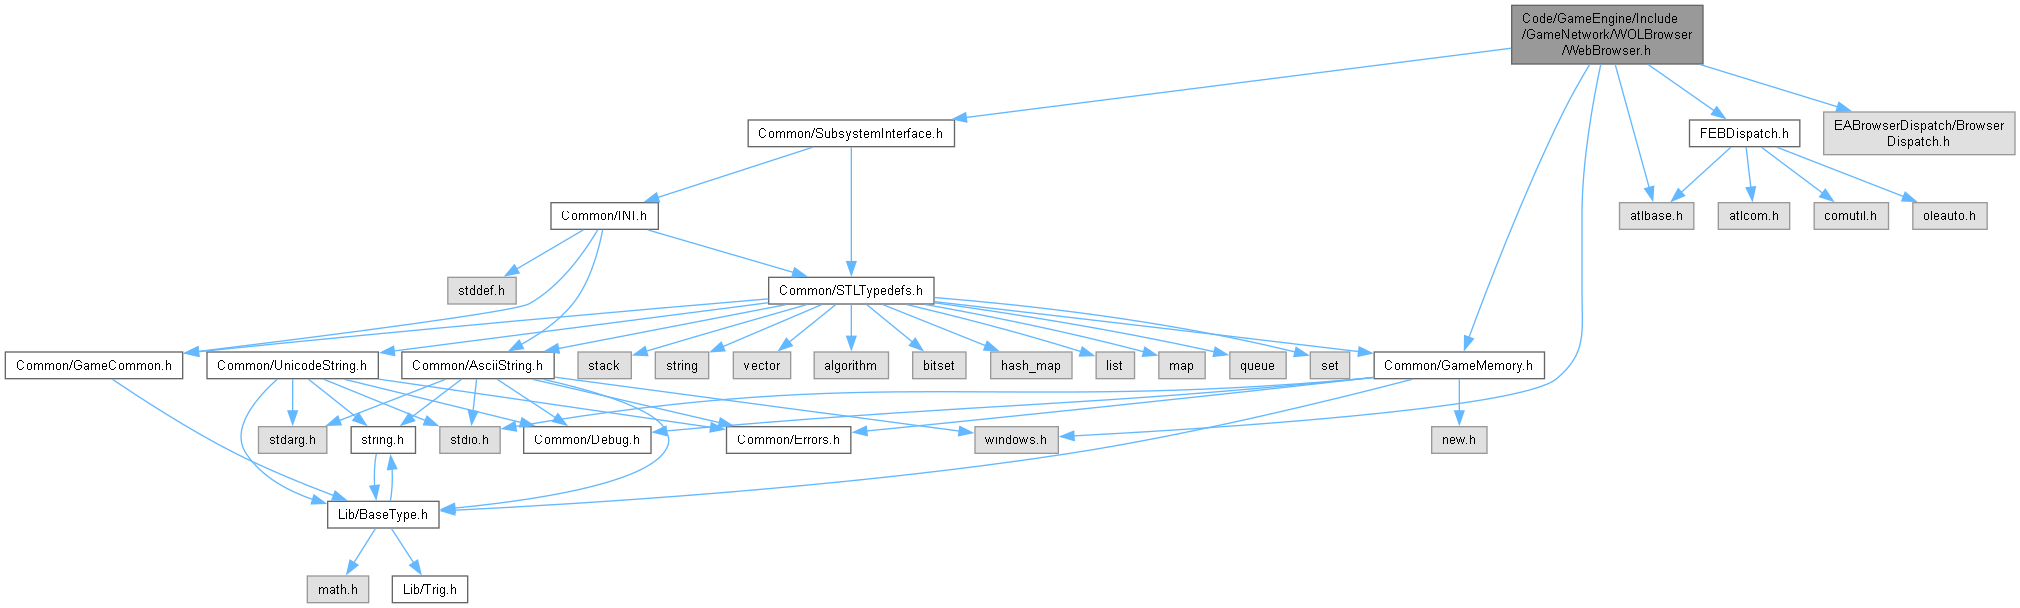 Code/GameEngine/Include
/GameNetwork/WOLBrowser
/WebBrowser.h
Common/SubsystemInterface.h
FEBDispatch.h
EABrowserDispatch/Browser
Dispatch.h
Common/INI.h
atlbase.h
atlcom.h
comutil.h
oleauto.h
stddef.h
Common/STLTypedefs.h
Common/GameCommon.h
Common/UnicodeString.h
Common/AsciiString.h
stack
string
vector
algorithm
bitset
hash_map
list
map
queue
set
Common/GameMemory.h
stdarg.h
string.h
stdio.h
Common/Debug.h
Common/Errors.h
windows.h
new.h
Lib/BaseType.h
math.h
Lib/Trig.h